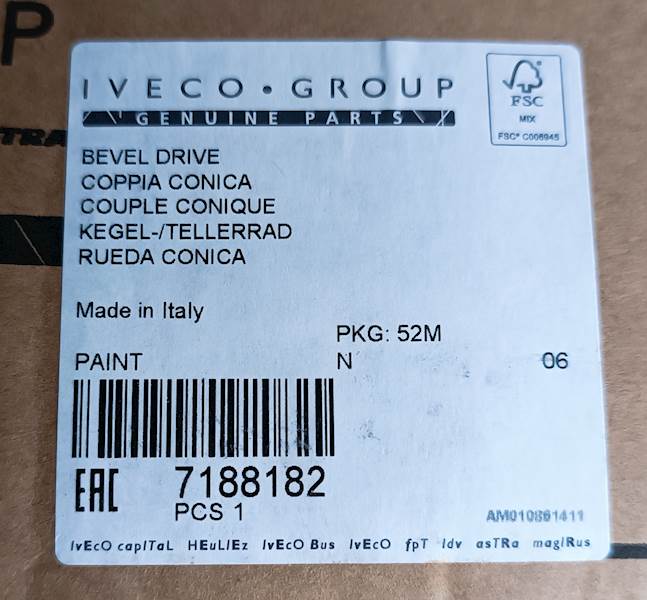 P
IVECO • GROUP
GENUINE PARTS
FSC
MIX
FSC® C006945
TRA
BEVEL DRIVE
COPPIA CONICA
COUPLE CONIQUE
KEGEL-/TELLERRAD
RUEDA CONICA
Made in Italy
PKG: 52M
PAINT N 06
EAC 7188182
PCS 1
AM010861411
IvEcO capITaL HEuLIEz IvEcO Bus IvEcO fpT Idv asTRa magIRus